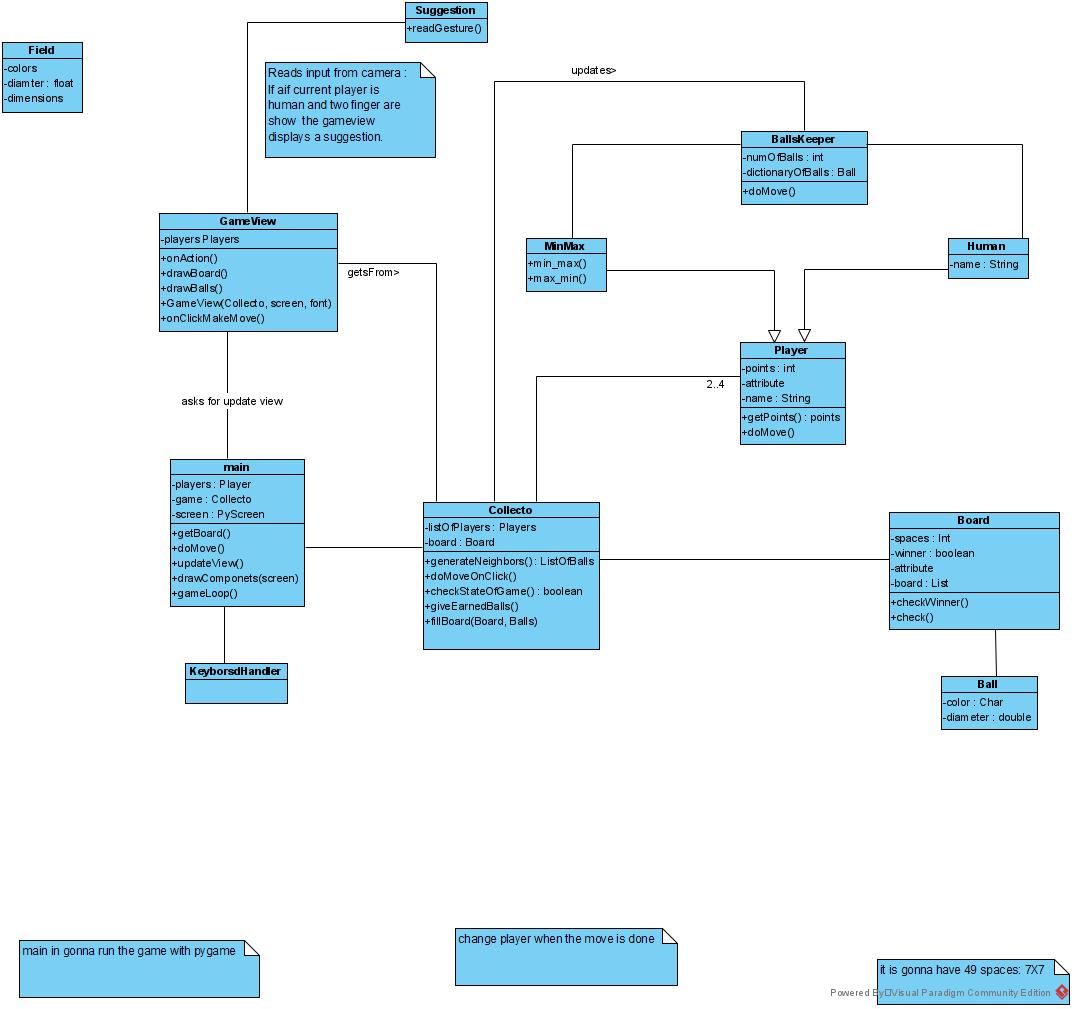 Suggestion
+readGesture()
Field
-colors
-diamter : float
-dimensions
Reads input from camera :
If aif current player is
human and two finger are
show the gameview
displays a suggestion.
updates>
BallsKeeper
-numOfBalls : int
-dictionaryOfBalls : Ball
+doMove()
GameView
-players Players
+onAction()
+drawBoard()
+drawBalls()
+GameView(Collecto, screen, font)
+onClickMakeMove()
getsFrom>
MinMax
+min_max()
+max_min()
Human
-name : String
Player
-points : int
-attribute
-name : String
+getPoints() : points
+doMove()
2..4
asks for update view
main
-players : Player
-game : Collecto
-screen : PyScreen
+getBoard()
+doMove()
+updateView()
+drawComponets(screen)
+gameLoop()
Collecto
-listOfPlayers : Players
-board : Board
+generateNeighbors() : ListOfBalls
+doMoveOnClick()
+checkStateOfGame() : boolean
+giveEarnedBalls()
+fillBoard(Board, Balls)
Board
-spaces : Int
-winner : boolean
-attribute
-board : List
+checkWinner()
+check()
KeyborsdHandler
Ball
-color : Char
-diameter : double
main in gonna run the game with pygame
change player when the move is done
it is gonna have 49 spaces: 7X7
Powered By Visual Paradigm Community Edition